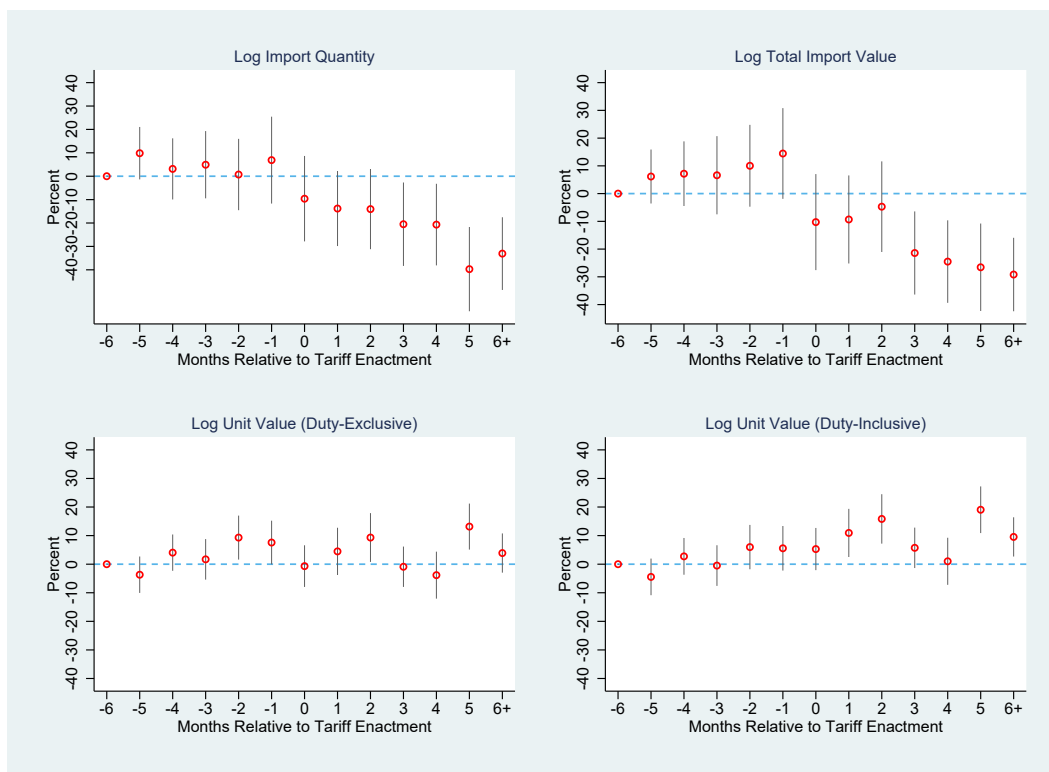 Log Import Quantity
Percent
-40-30-20-10 0 10 20 30 40
-6 -5 -4 -3 -2 -1 0 1 2 3 4 5 6+
Months Relative to Tariff Enactment
Log Total Import Value
Percent
-40 -30 -20 -10 0 10 20 30 40
-6 -5 -4 -3 -2 -1 0 1 2 3 4 5 6+
Months Relative to Tariff Enactment
Log Unit Value (Duty-Exclusive)
Percent
-40 -30 -20 -10 0 10 20 30 40
-6 -5 -4 -3 -2 -1 0 1 2 3 4 5 6+
Months Relative to Tariff Enactment
Log Unit Value (Duty-Inclusive)
Percent
-40 -30 -20 -10 0 10 20 30 40
-6 -5 -4 -3 -2 -1 0 1 2 3 4 5 6+
Months Relative to Tariff Enactment